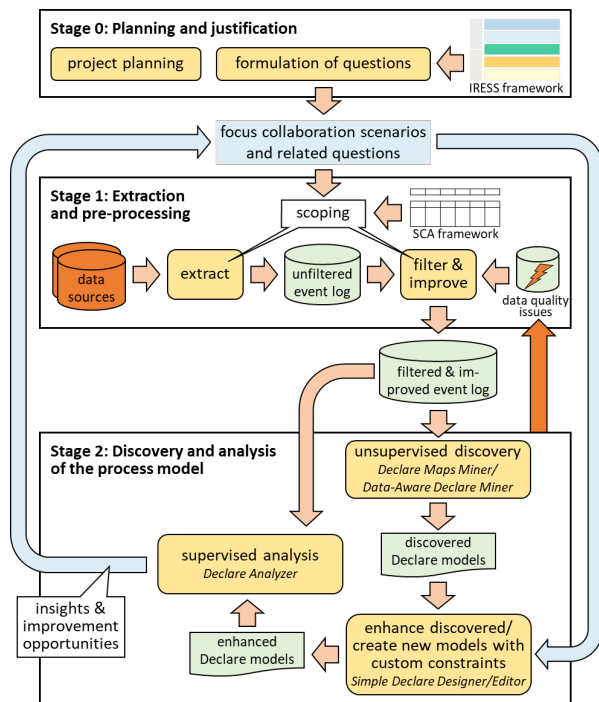 Stage 0: Planning and justification
project planning
formulation of questions
IRESS framework
focus collaboration scenarios
and related questions
Stage 1: Extraction
and pre-processing
scoping
SCA framework
data
sources
extract
unfiltered
event log
filter &
improve
data quality
issues
filtered & im-
proved event log
Stage 2: Discovery and analysis
of the process model
unsupervised discovery
Declare Maps Miner/
Data-Aware Declare Miner
discovered
Declare models
supervised analysis
Declare Analyzer
insights &
improvement
opportunities
enhanced
Declare models
enhance discovered/
create new models with
custom constraints
Simple Declare Designer/Editor